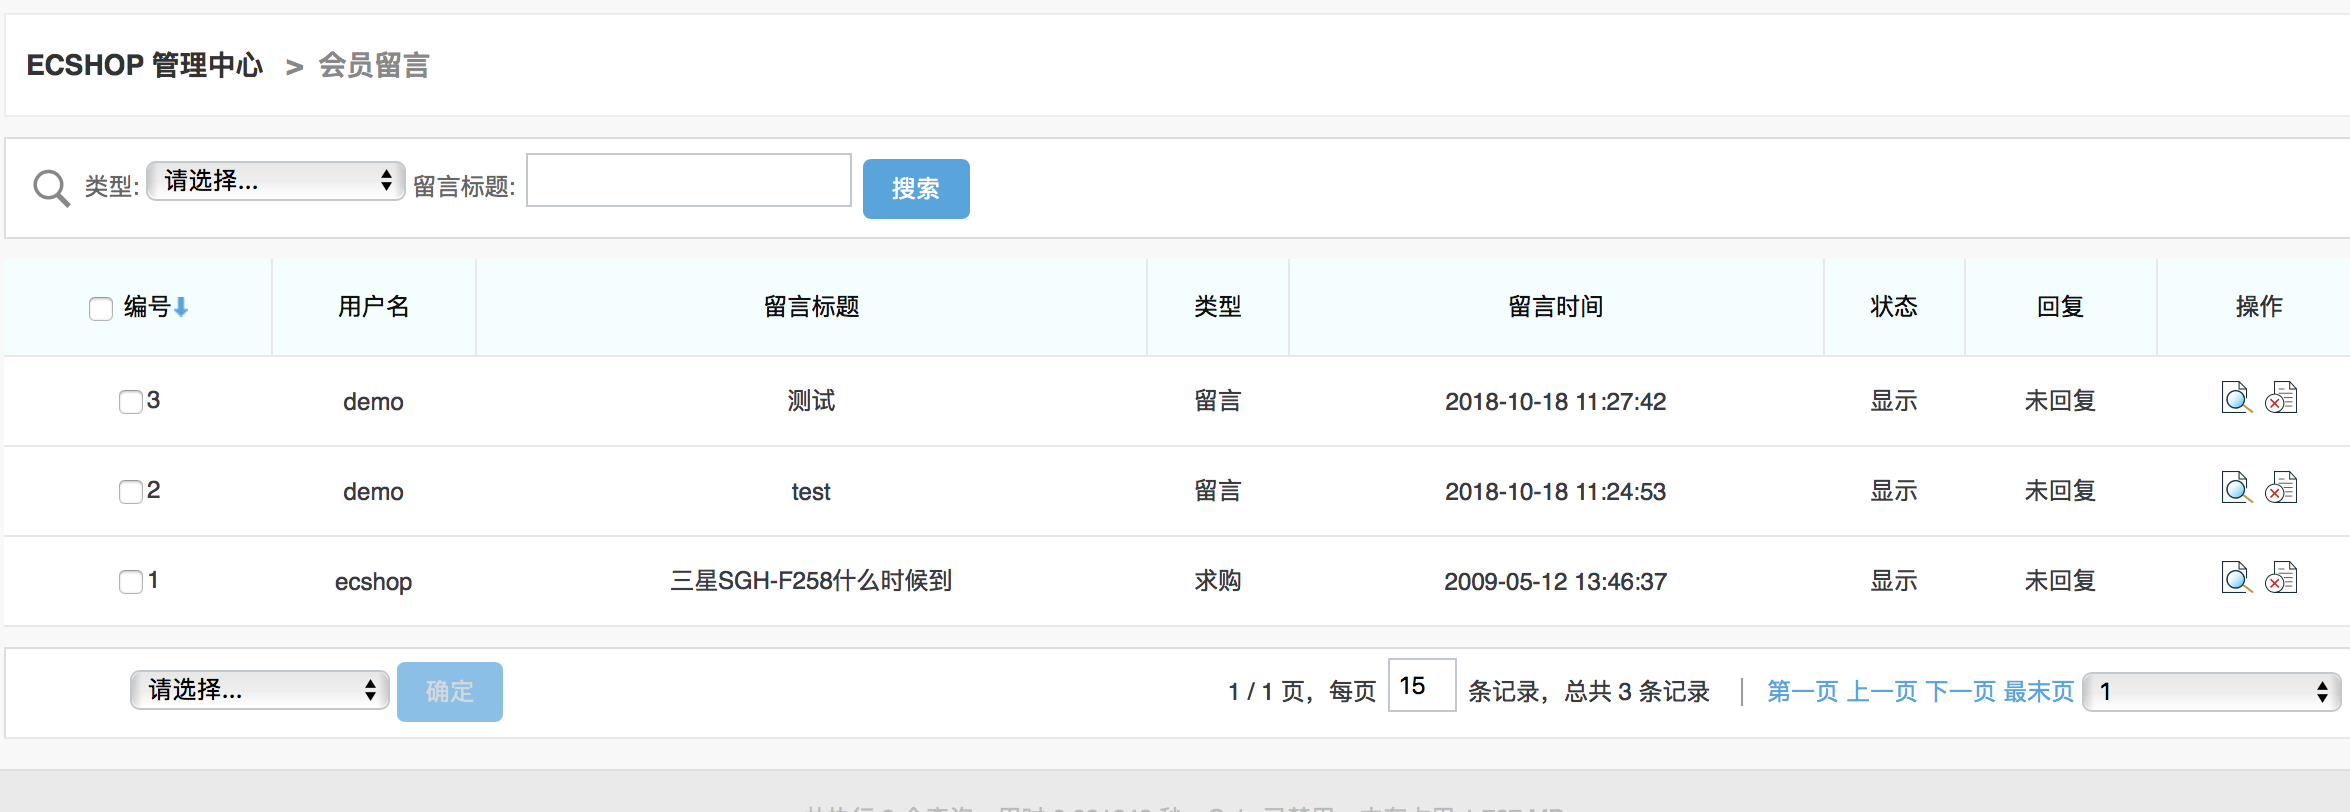 ECSHOP 管理中心 > 会员留言
类型: 请选择... 留言标题: 搜索
编号 用户名 留言标题 类型 留言时间 状态 回复 操作
3 demo 测试 留言 2018-10-18 11:27:42 显示 未回复
2 demo test 留言 2018-10-18 11:24:53 显示 未回复
1 ecshop 三星SGH-F258什么时候到 求购 2009-05-12 13:46:37 显示 未回复
请选择... 确定 1 / 1 页，每页 15 条记录，总共 3 条记录 | 第一页 上一页 下一页 最末页 1